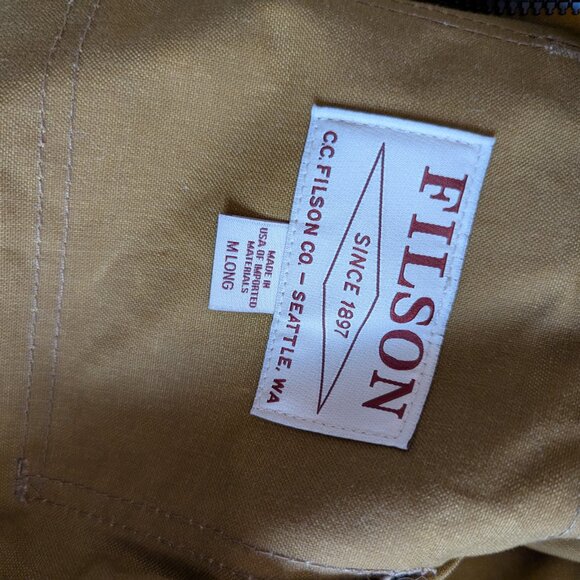 FILSON
SINCE 1897
C.C. FILSON CO. – SEATTLE, WA
MADE IN
USA OF IMPORTED
MATERIALS
M LONG